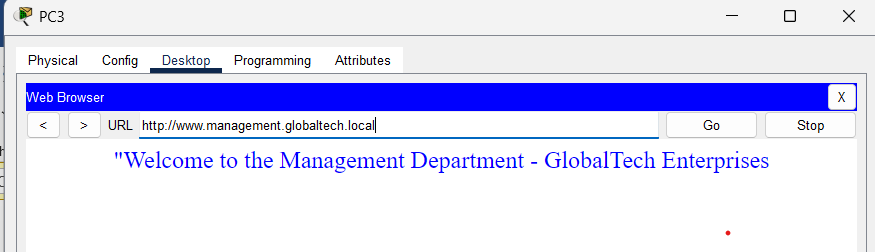 PC3
Physical Config Desktop Programming Attributes
Web Browser X
< > URL http://www.management.globaltech.local Go Stop
"Welcome to the Management Department - GlobalTech Enterprises